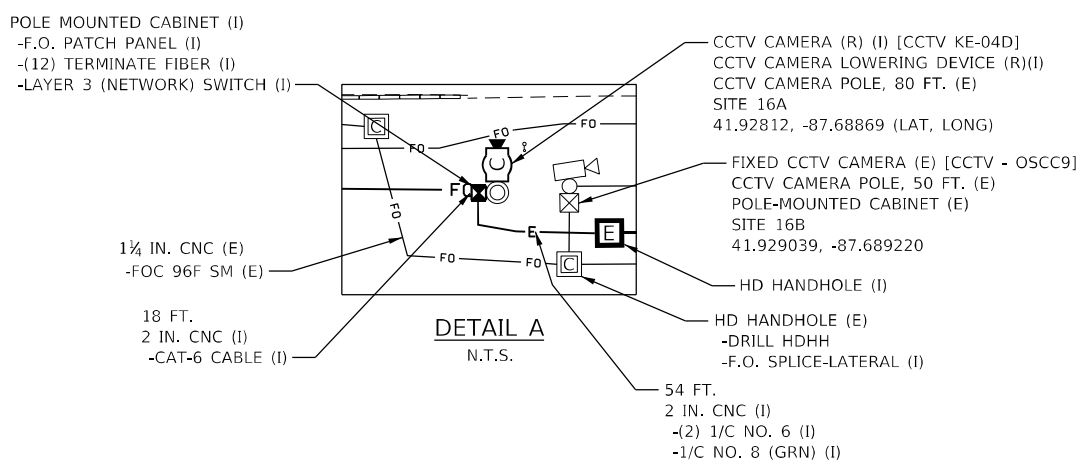 POLE MOUNTED CABINET (I)
-F.O. PATCH PANEL (I)
-(12) TERMINATE FIBER (I)
-LAYER 3 (NETWORK) SWITCH (I)
CCTV CAMERA (R) (I) [CCTV KE-04D]
CCTV CAMERA LOWERING DEVICE (R)(I)
CCTV CAMERA POLE, 80 FT. (E)
SITE 16A
41.92812, -87.68869 (LAT, LONG)
FIXED CCTV CAMERA (E) [CCTV - OSCC9]
CCTV CAMERA POLE, 50 FT. (E)
POLE-MOUNTED CABINET (E)
SITE 16B
41.929039, -87.689220
HD HANDHOLE (I)
HD HANDHOLE (E)
-DRILL HDHH
-F.O. SPLICE-LATERAL (I)
54 FT.
2 IN. CNC (I)
-(2) 1/C NO. 6 (I)
-1/C NO. 8 (GRN) (I)
1¼ IN. CNC (E)
-FOC 96F SM (E)
18 FT.
2 IN. CNC (I)
-CAT-6 CABLE (I)
C
FO
FO
FO
C
FO
FO
E
E
FO
FO
C
DETAIL A
N.T.S.